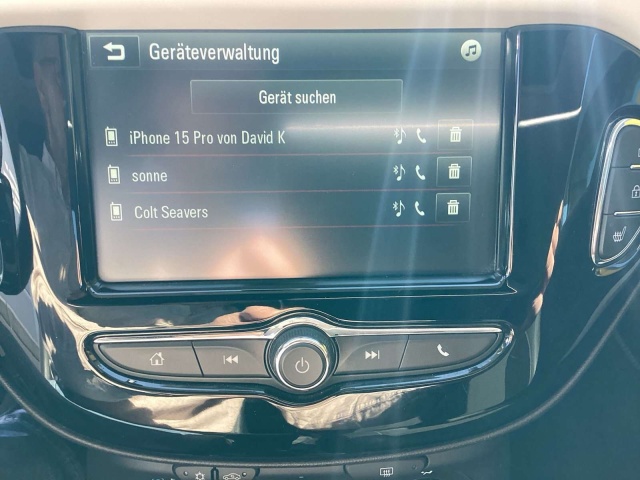 Geräteverwaltung
Gerät suchen
iPhone 15 Pro von David K
sonne
Colt Seavers